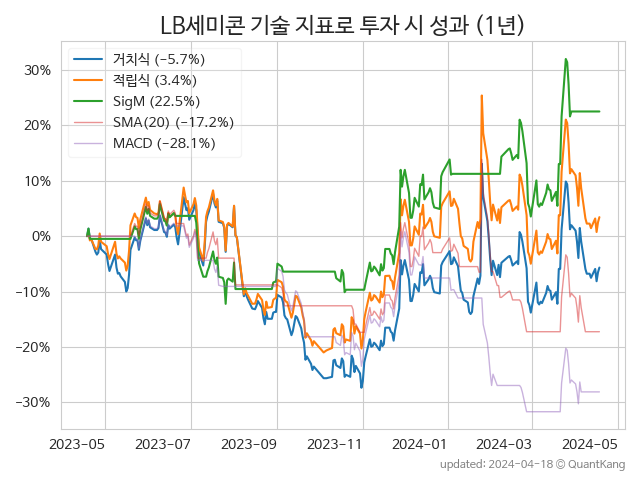 LB세미콘 기술 지표로 투자 시 성과 (1년)
거치식 (−5.7%)
적립식 (3.4%)
SigM (22.5%)
SMA(20) (−17.2%)
MACD (−28.1%)
30%
20%
10%
0%
−10%
−20%
−30%
2023-05 2023-07 2023-09 2023-11 2024-01 2024-03 2024-05
updated: 2024-04-18 ⓒ QuantKang